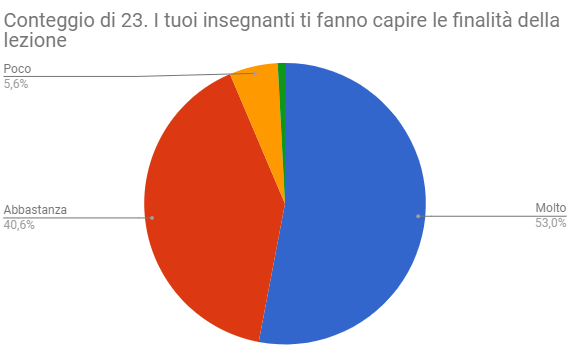 Conteggio di 23. I tuoi insegnanti ti fanno capire le finalità della
lezione
Poco
5,6%
Abbastanza
40,6%
Molto
53,0%